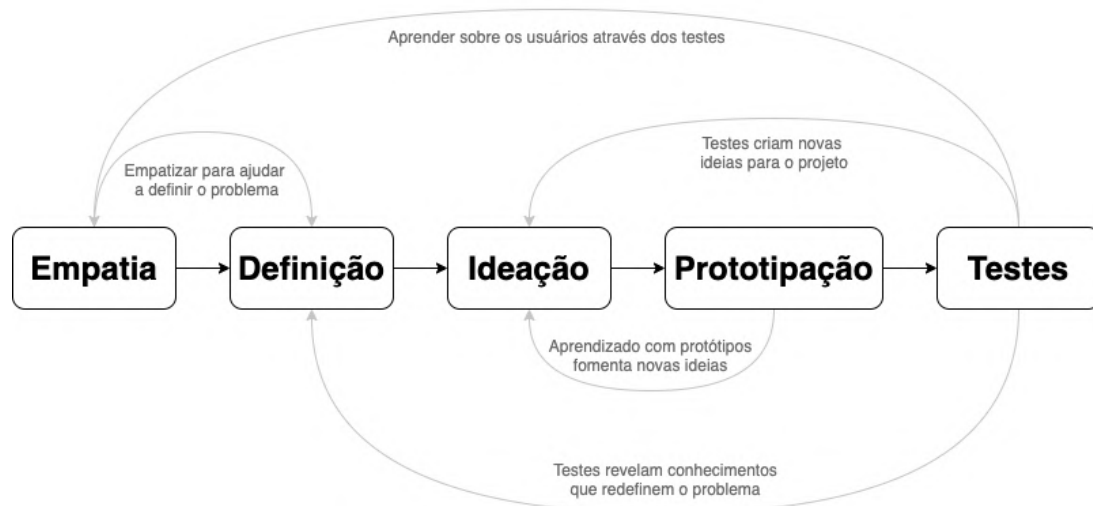 Aprender sobre os usuários através dos testes
Testes criam novas
ideias para o projeto
Empatizar para ajudar
a definir o problema
Empatia
Definição
Ideação
Prototipação
Testes
Aprendizado com protótipos
fomenta novas ideias
Testes revelam conhecimentos
que redefinem o problema